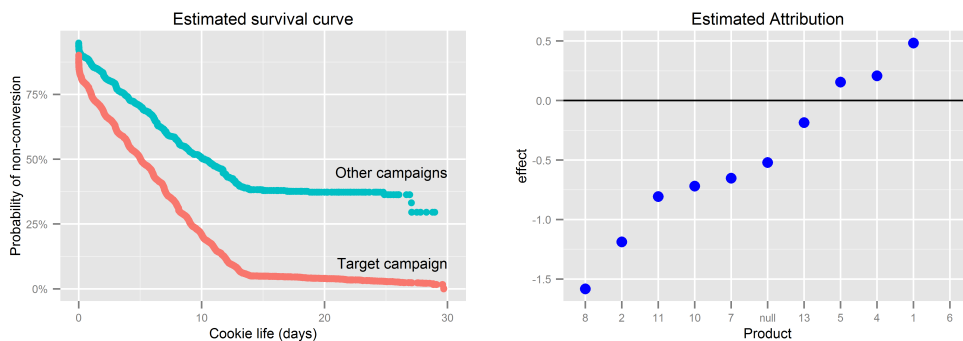 Estimated survival curve
Probability of non-conversion
75%
50%
25%
0%
Other campaigns
Target campaign
0 10 20 30
Cookie life (days)
Estimated Attribution
effect
0.5
0.0
-0.5
-1.0
-1.5
8 2 11 10 7 null 13 5 4 1 6
Product